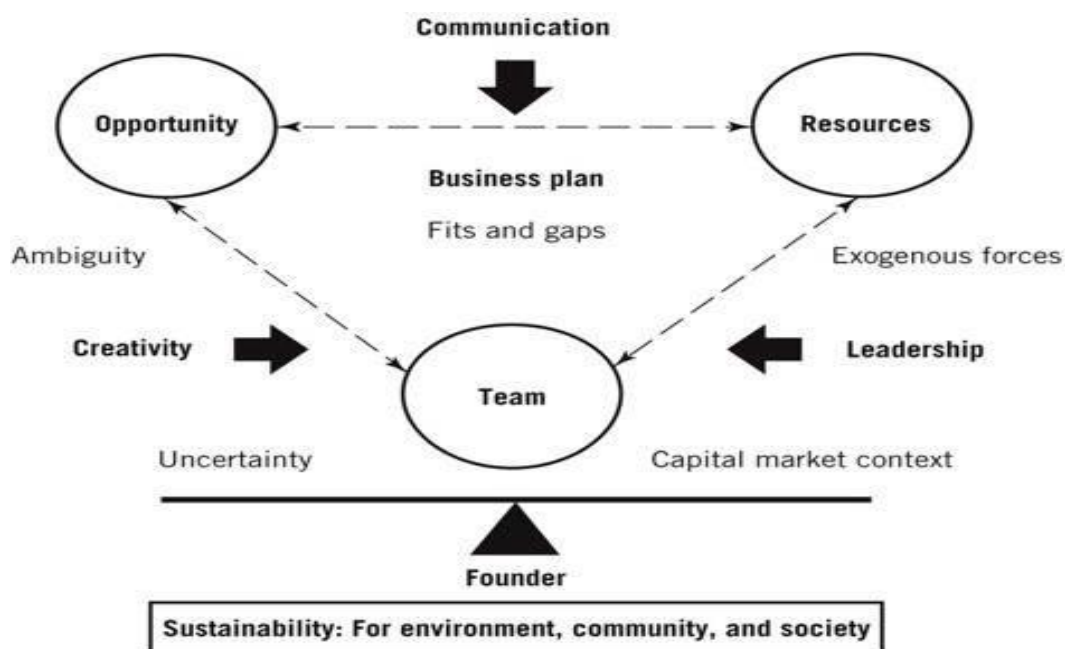 Communication
Opportunity
Resources
Business plan
Fits and gaps
Ambiguity
Exogenous forces
Creativity
Leadership
Team
Uncertainty
Capital market context
Founder
Sustainability: For environment, community, and society